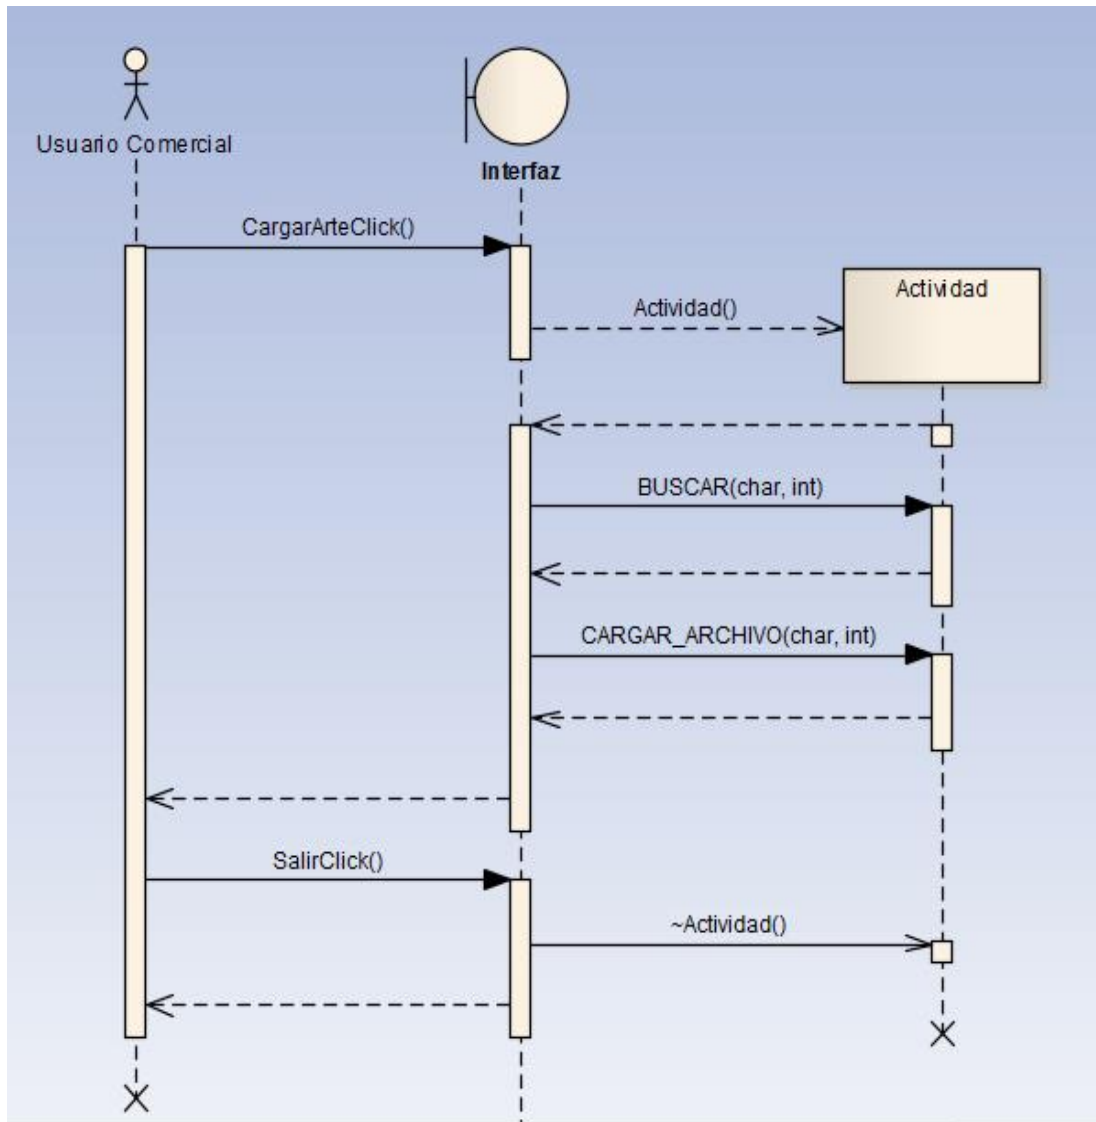 Usuario Comercial
Interfaz
CargarArteClick()
Actividad
Actividad()
BUSCAR(char, int)
CARGAR_ARCHIVO(char, int)
SalirClick()
~Actividad()